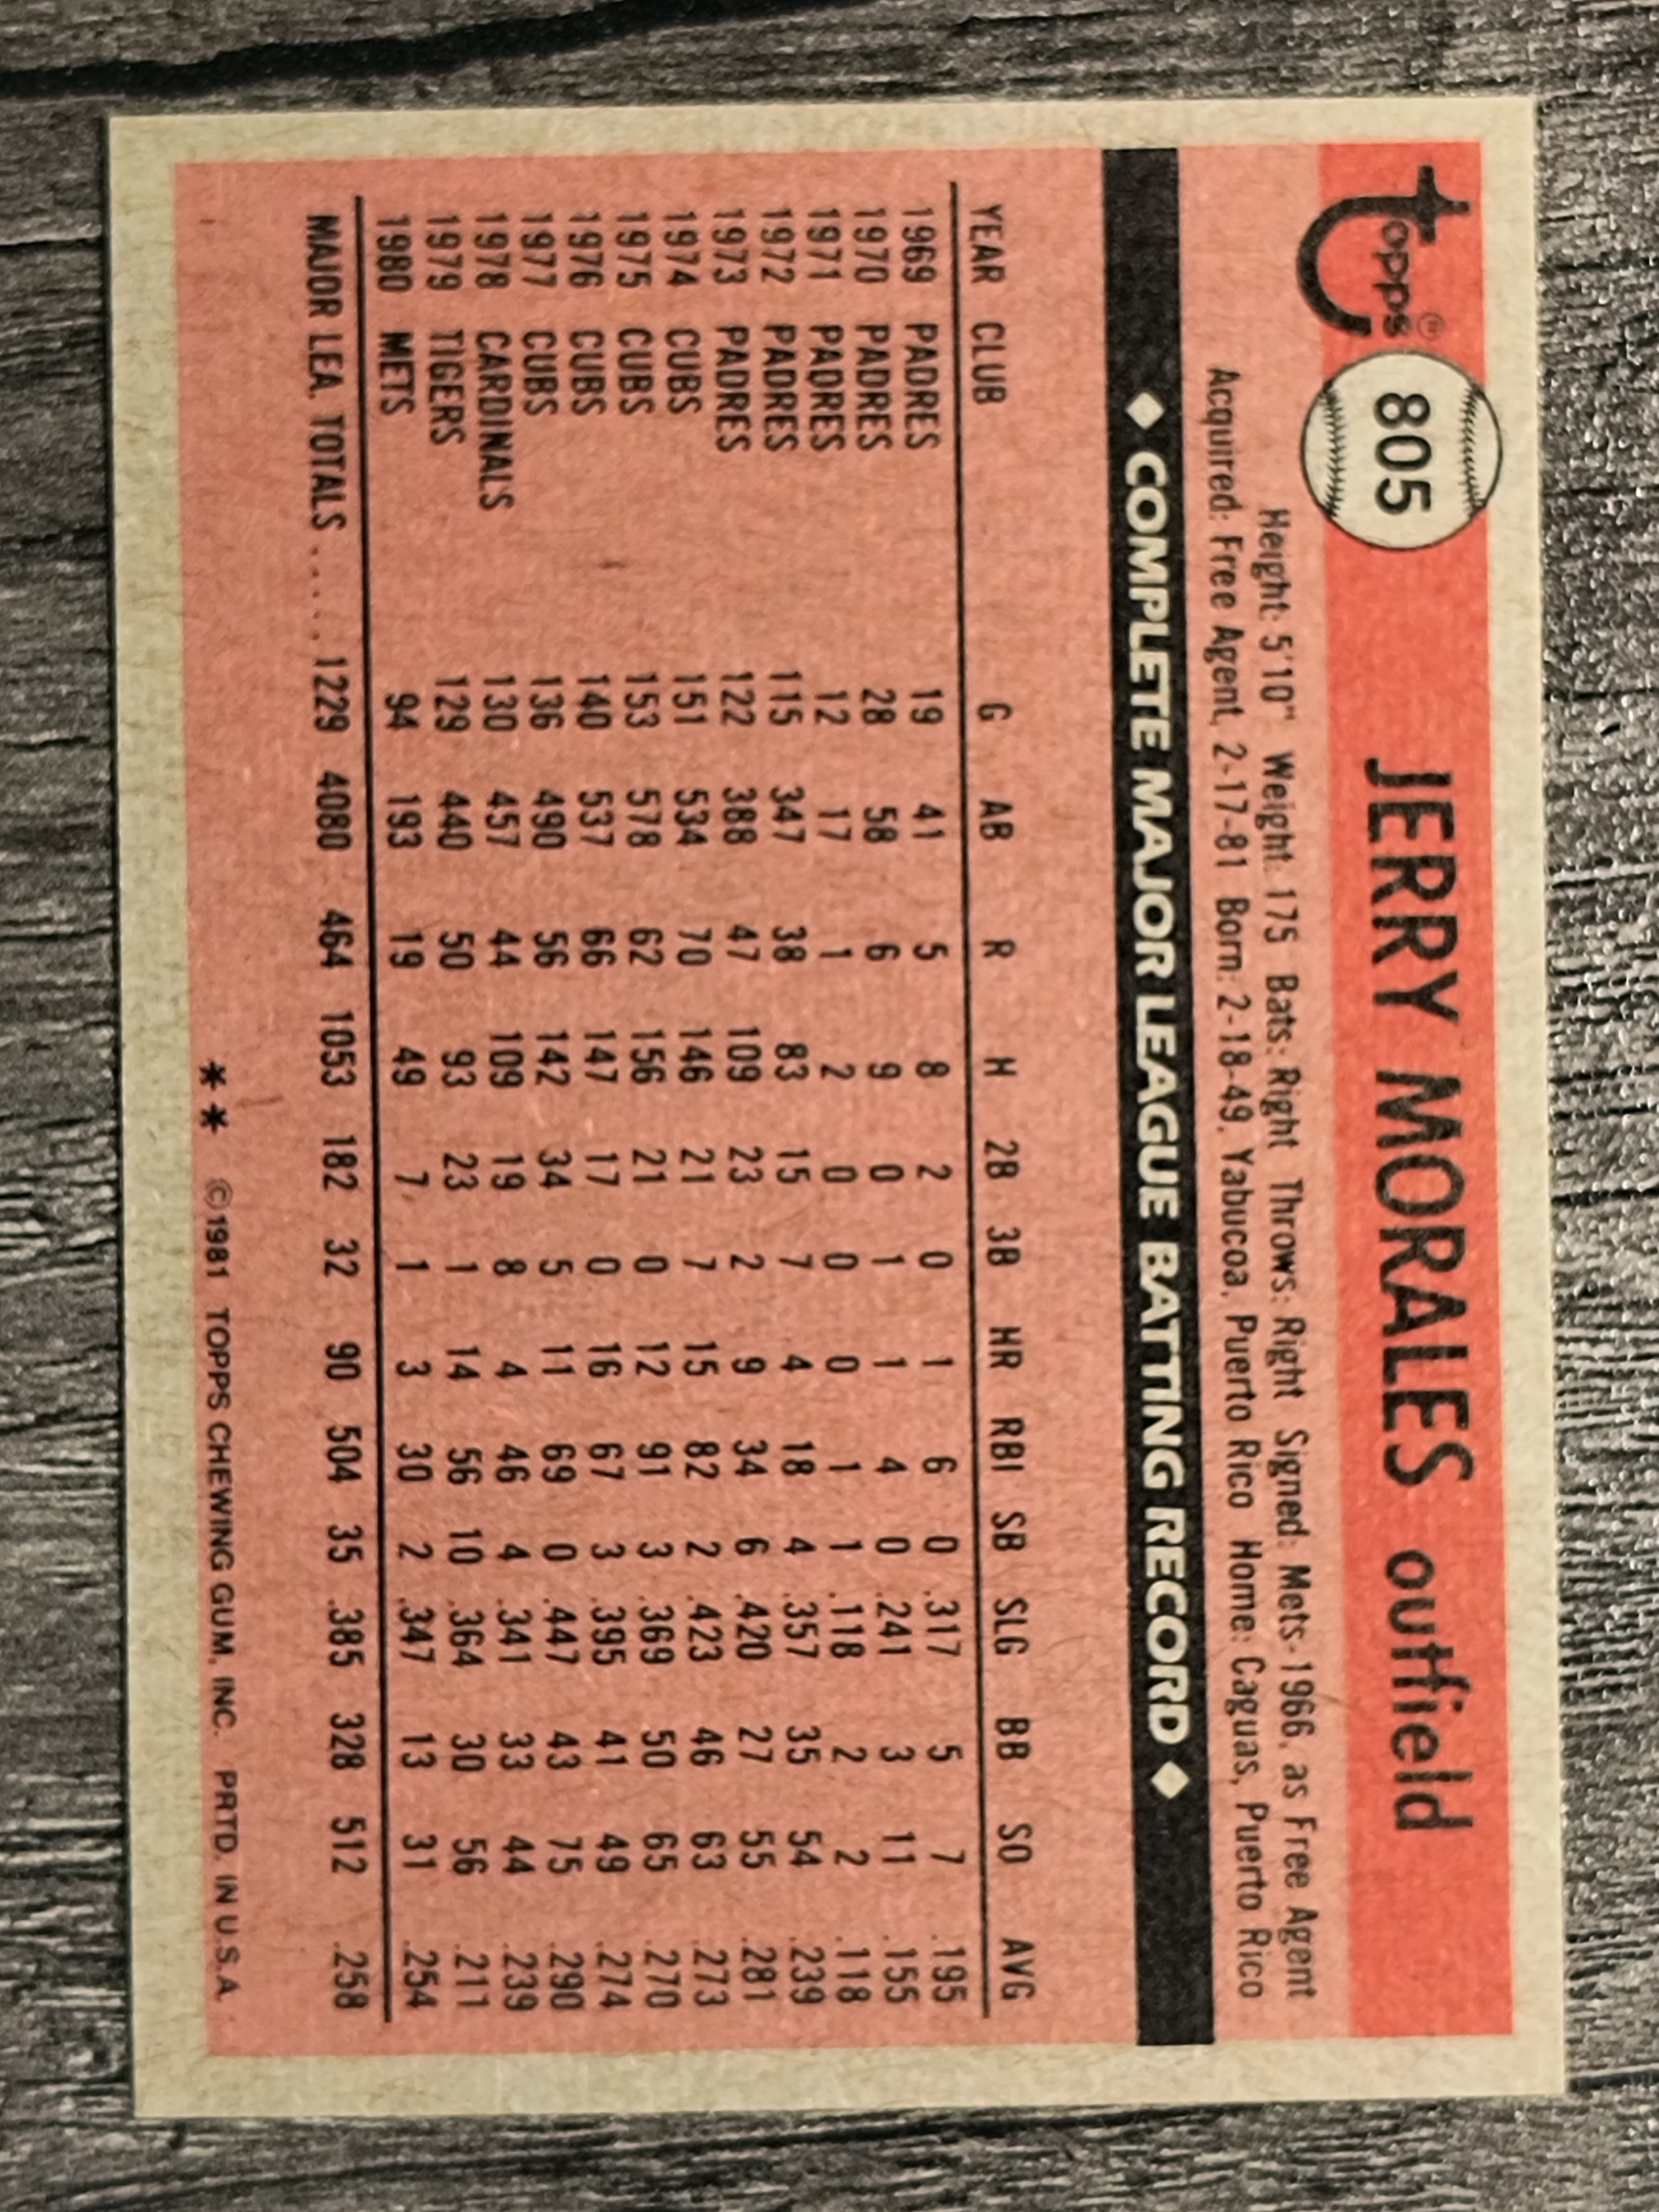 Topps® 805 JERRY MORALES outfield
Height: 5'10" Weight: 175 Bats: Right Throws: Right Signed: Mets-1966, as Free Agent
Acquired: Free Agent, 2-17-81 Born: 2-18-49, Yabucoa, Puerto Rico Home: Caguas, Puerto Rico
◆ COMPLETE MAJOR LEAGUE BATTING RECORD ◆
YEAR CLUB G AB R H 2B 3B HR RBI SB SLG BB SO AVG
1969 PADRES 19 41 5 8 2 0 1 6 0 .317 5 7 .195
1970 PADRES 28 58 6 9 0 1 1 4 0 .241 3 11 .155
1971 PADRES 12 17 1 2 0 0 0 1 1 .118 2 2 .118
1972 PADRES 115 347 38 83 15 7 4 18 4 .357 35 54 .239
1973 PADRES 122 388 47 109 23 2 9 34 6 .420 27 55 .281
1974 CUBS 151 534 70 146 21 7 15 82 2 .423 46 63 .273
1975 CUBS 153 578 62 156 21 0 12 91 3 .369 50 65 .270
1976 CUBS 140 537 66 147 17 0 16 67 3 .395 41 49 .274
1977 CUBS 136 490 56 142 34 5 11 69 0 .447 43 75 .290
1978 CARDINALS 130 457 44 109 19 8 4 46 4 .341 33 44 .239
1979 TIGERS 129 440 50 93 23 1 14 56 10 .364 30 56 .211
1980 METS 94 193 19 49 7 1 3 30 2 .347 13 31 .254
MAJOR LEA. TOTALS ...... 1229 4080 464 1053 182 32 90 504 35 .385 328 512 .258
** ©1981 TOPPS CHEWING GUM, INC. PRTD. IN U.S.A.